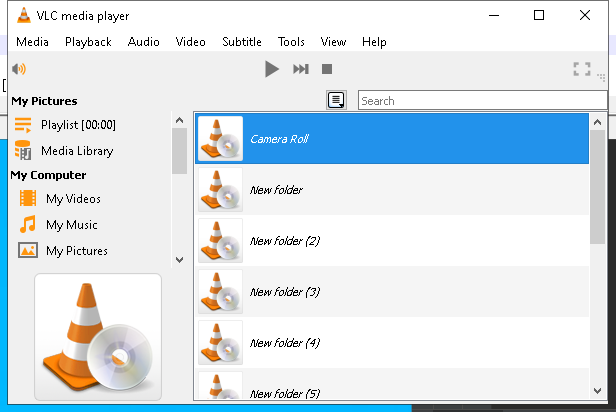 VLC media player
Media Playback Audio Video Subtitle Tools View Help
My Pictures
Search
Playlist [00:00]
Media Library
My Computer
My Videos
My Music
My Pictures
Camera Roll
New folder
New folder (2)
New folder (3)
New folder (4)
New folder (5)